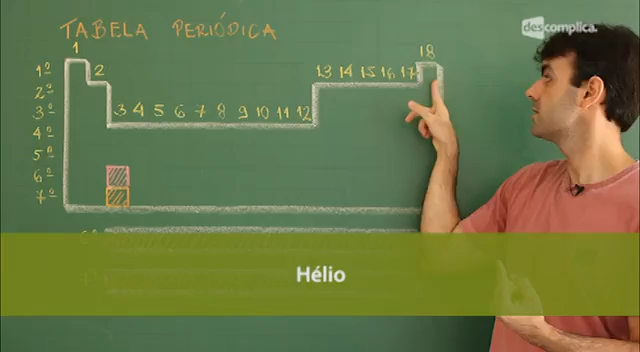 descomplica.
TABELA PERIÓDICA
1
18
1º
2
13 14 15 16 17
2º
3º
3 4 5 6 7 8 9 10 11 12
4º
5º
6º
7º
Hélio